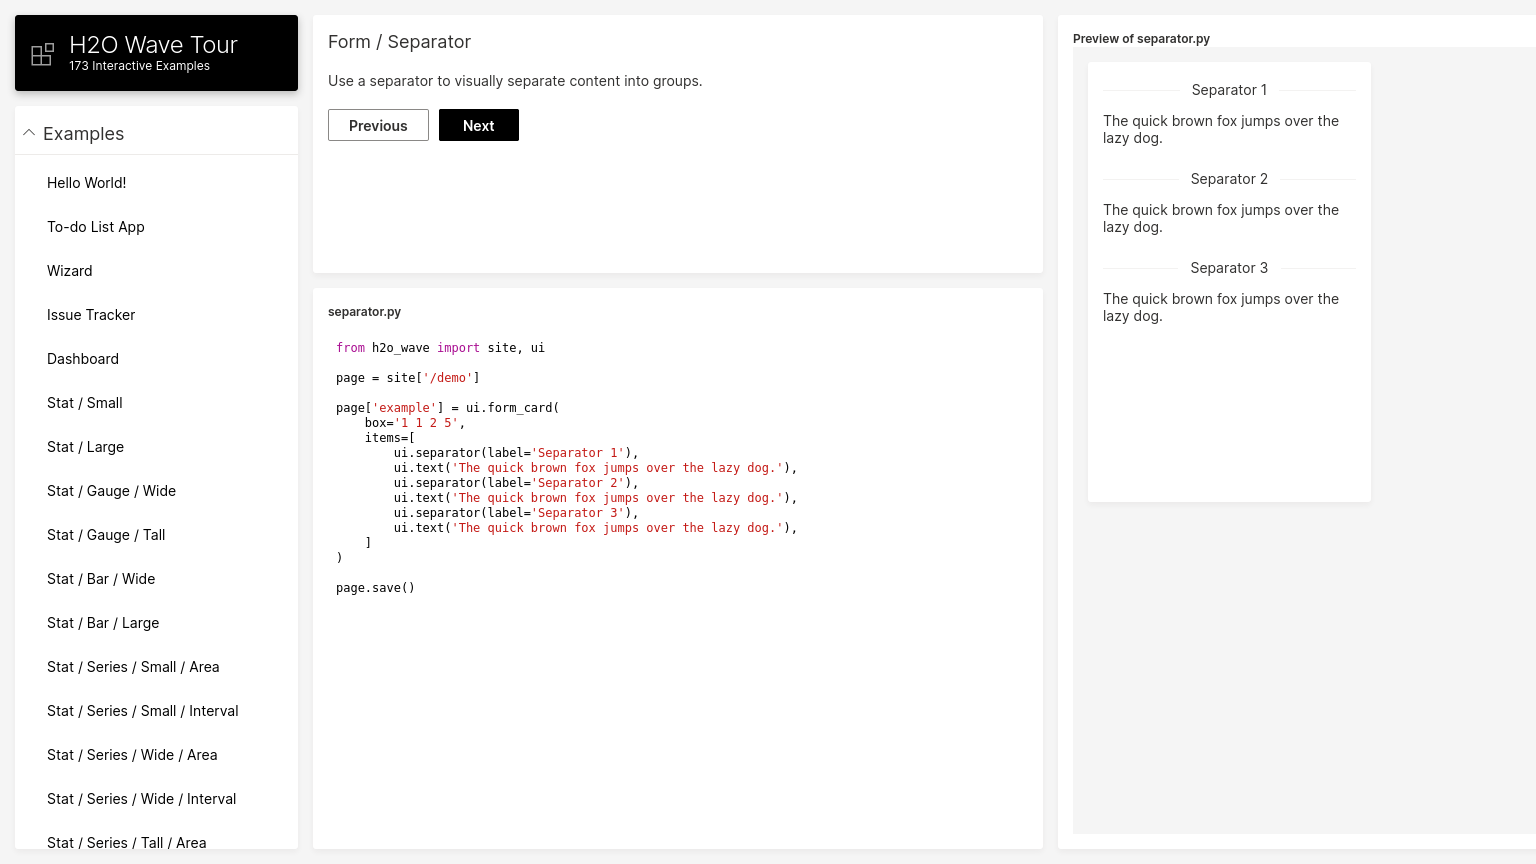 H2O Wave Tour
173 Interactive Examples
Examples
Hello World!
To-do List App
Wizard
Issue Tracker
Dashboard
Stat / Small
Stat / Large
Stat / Gauge / Wide
Stat / Gauge / Tall
Stat / Bar / Wide
Stat / Bar / Large
Stat / Series / Small / Area
Stat / Series / Small / Interval
Stat / Series / Wide / Area
Stat / Series / Wide / Interval
Stat / Series / Tall / Area
Form / Separator
Use a separator to visually separate content into groups.
Previous
Next
separator.py
from h2o_wave import site, ui
page = site['/demo']
page['example'] = ui.form_card(
    box='1 1 2 5',
    items=[
        ui.separator(label='Separator 1'),
        ui.text('The quick brown fox jumps over the lazy dog.'),
        ui.separator(label='Separator 2'),
        ui.text('The quick brown fox jumps over the lazy dog.'),
        ui.separator(label='Separator 3'),
        ui.text('The quick brown fox jumps over the lazy dog.'),
    ]
)
page.save()
Preview of separator.py
Separator 1
The quick brown fox jumps over the
lazy dog.
Separator 2
The quick brown fox jumps over the
lazy dog.
Separator 3
The quick brown fox jumps over the
lazy dog.